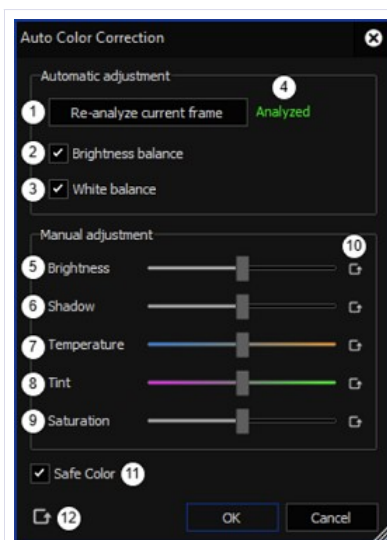 Auto Color Correction
Automatic adjustment
4
1 Re-analyze current frame Analyzed
2 Brightness balance
3 White balance
Manual adjustment
10
5 Brightness
6 Shadow
7 Temperature
8 Tint
9 Saturation
Safe Color 11
12 OK Cancel